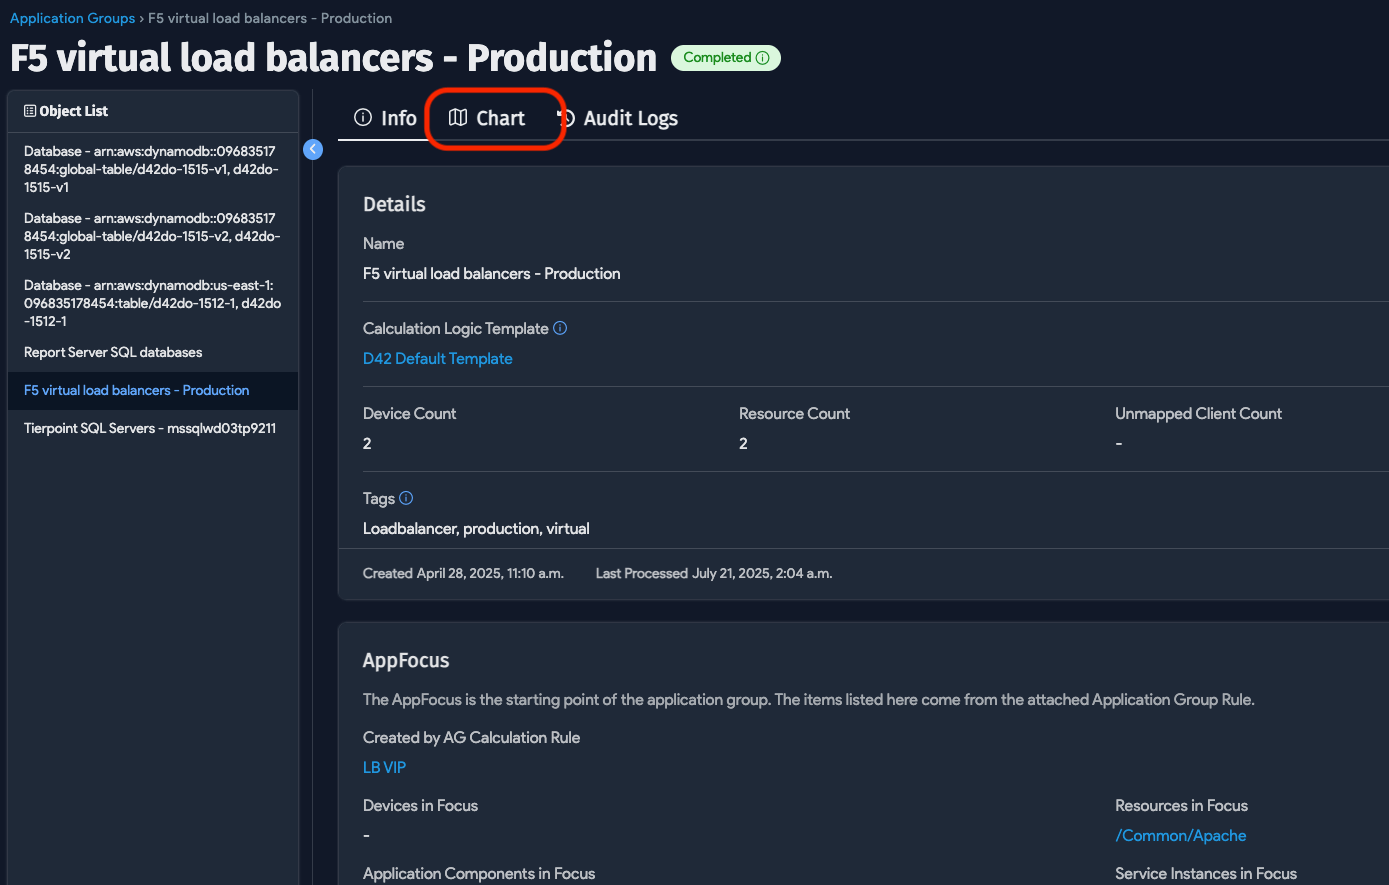 Application Groups › F5 virtual load balancers - Production
F5 virtual load balancers - Production
Completed
Object List
Database - arn:aws:dynamodb::09683517
8454:global-table/d42do-1515-v1, d42do-
1515-v1
Database - arn:aws:dynamodb::09683517
8454:global-table/d42do-1515-v2, d42do-
1515-v2
Database - arn:aws:dynamodb:us-east-1:
096835178454:table/d42do-1512-1, d42do
-1512-1
Report Server SQL databases
F5 virtual load balancers - Production
Tierpoint SQL Servers - mssqlwd03tp9211
Info Chart Audit Logs
Details
Name
F5 virtual load balancers - Production
Calculation Logic Template
D42 Default Template
Device Count Resource Count Unmapped Client Count
2 2 -
Tags
Loadbalancer, production, virtual
Created April 28, 2025, 11:10 a.m. Last Processed July 21, 2025, 2:04 a.m.
AppFocus
The AppFocus is the starting point of the application group. The items listed here come from the attached Application Group Rule.
Created by AG Calculation Rule
LB VIP
Devices in Focus Resources in Focus
- /Common/Apache
Application Components in Focus Service Instances in Focus